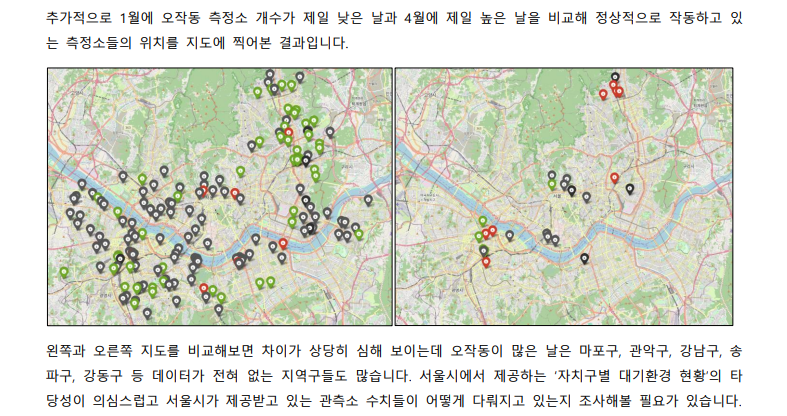 추가적으로 1월에 오작동 측정소 개수가 제일 낮은 날과 4월에 제일 높은 날을 비교해 정상적으로 작동하고 있
는 측정소들의 위치를 지도에 찍어본 결과입니다.
왼쪽과 오른쪽 지도를 비교해보면 차이가 상당히 심해 보이는데 오작동이 많은 날은 마포구, 관악구, 강남구, 송
파구, 강동구 등 데이터가 전혀 없는 지역구들도 많습니다. 서울시에서 제공하는 '자치구별 대기환경 현황'의 타
당성이 의심스럽고 서울시가 제공받고 있는 관측소 수치들이 어떻게 다뤄지고 있는지 조사해볼 필요가 있습니다.